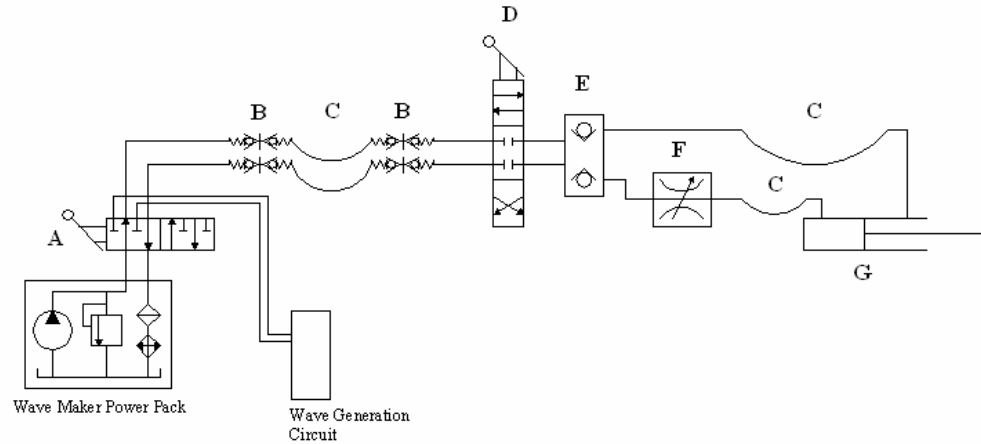 D
E
B
C
B
C
F
C
A
G
Wave Maker Power Pack
Wave Generation
Circuit